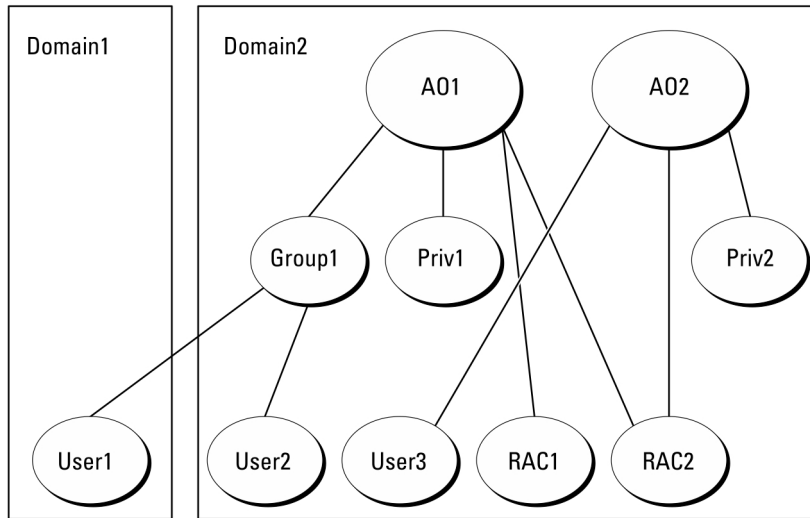 Domain1
Domain2
AO1
AO2
Group1
Priv1
Priv2
User1
User2
User3
RAC1
RAC2